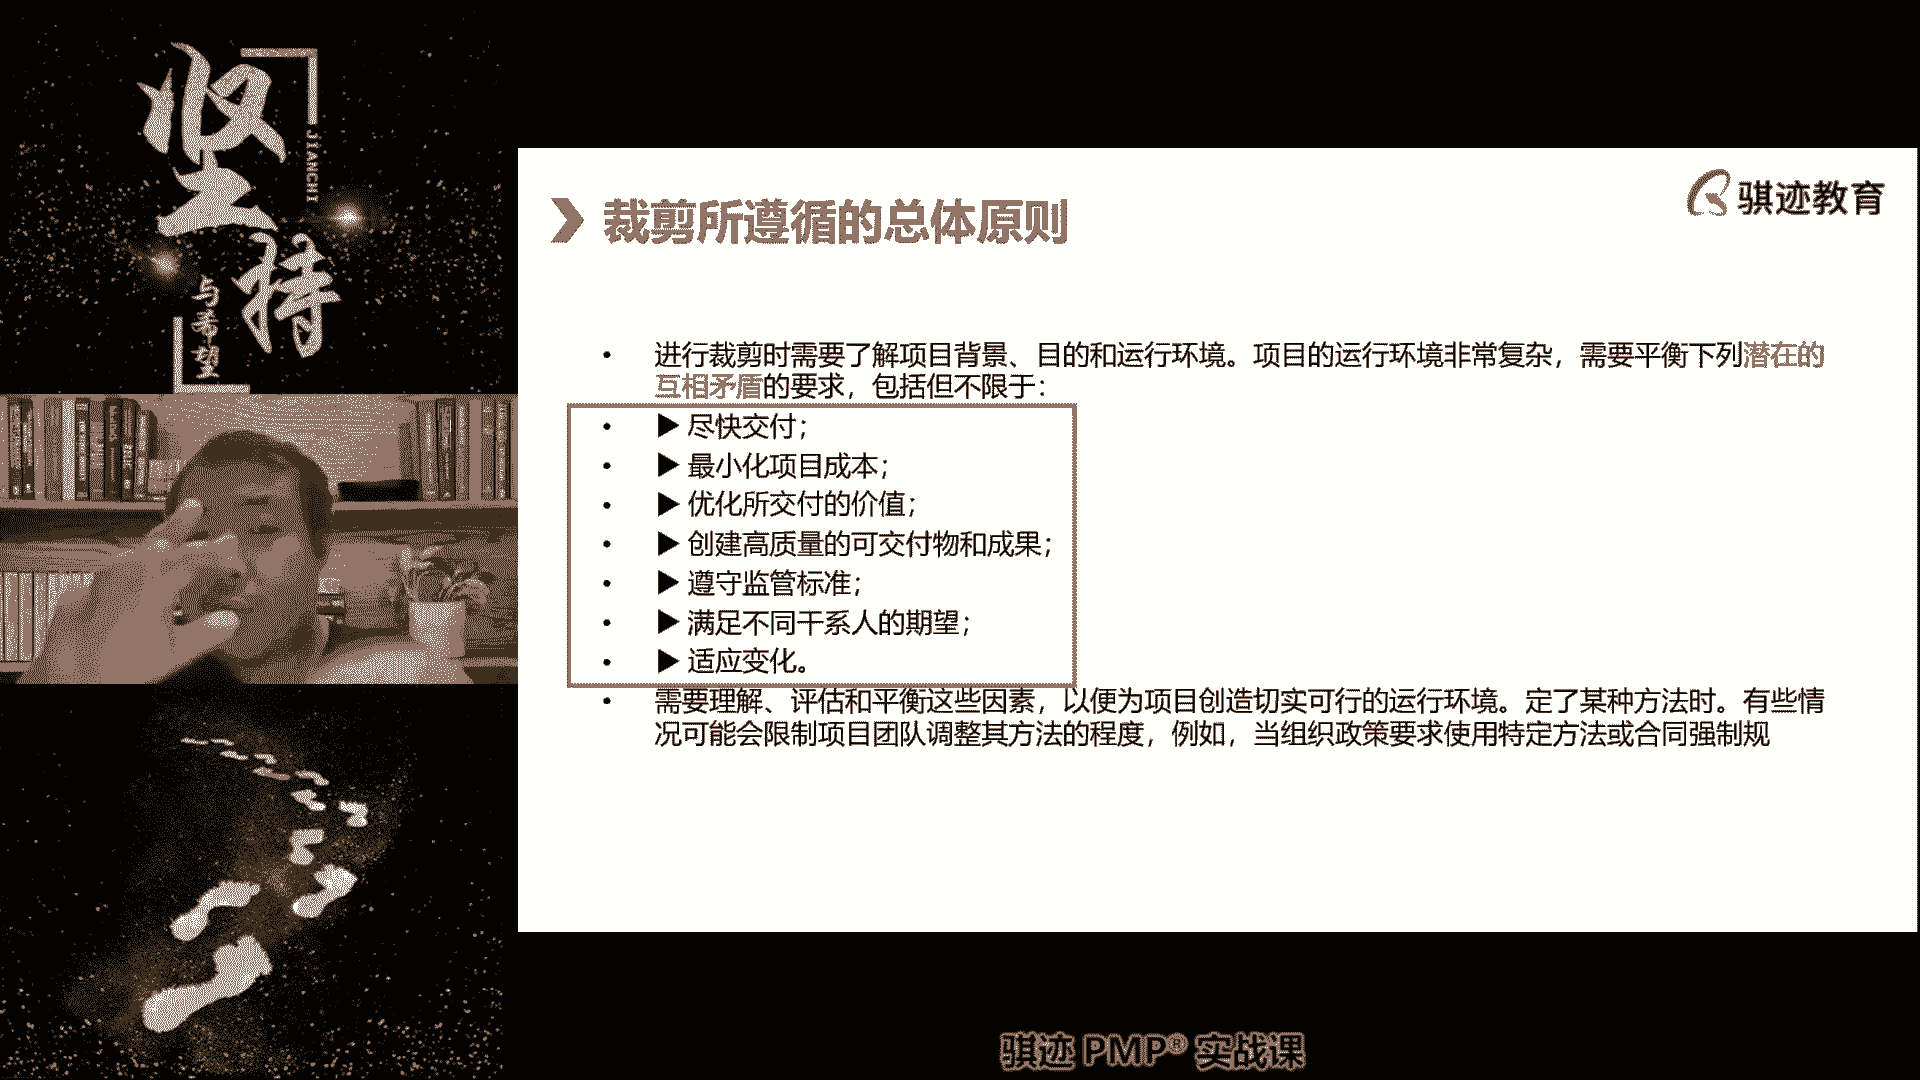 坚持
JIANCHI
与希望
骐迹教育
裁剪所遵循的总体原则
• 进行裁剪时需要了解项目背景、目的和运行环境。项目的运行环境非常复杂，需要平衡下列潜在的
互相矛盾的要求，包括但不限于：
• ▶ 尽快交付；
• ▶ 最小化项目成本；
• ▶ 优化所交付的价值；
• ▶ 创建高质量的可交付物和成果；
• ▶ 遵守监管标准；
• ▶ 满足不同干系人的期望；
• ▶ 适应变化。
• 需要理解、评估和平衡这些因素，以便为项目创造切实可行的运行环境。定了某种方法时。有些情
况可能会限制项目团队调整其方法的程度，例如，当组织政策要求使用特定方法或合同强制规
骐迹 PMP® 实战课